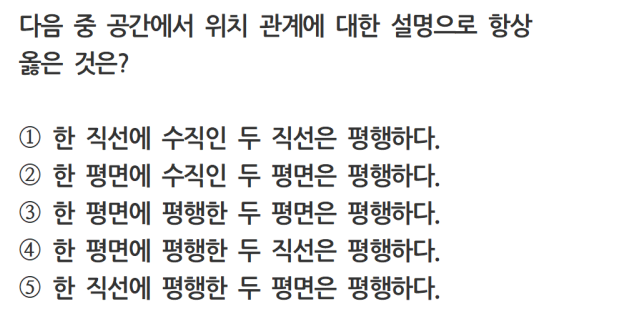 다음 중 공간에서 위치 관계에 대한 설명으로 항상
옳은 것은?
① 한 직선에 수직인 두 직선은 평행하다.
② 한 평면에 수직인 두 평면은 평행하다.
③ 한 평면에 평행한 두 평면은 평행하다.
④ 한 평면에 평행한 두 직선은 평행하다.
⑤ 한 직선에 평행한 두 평면은 평행하다.